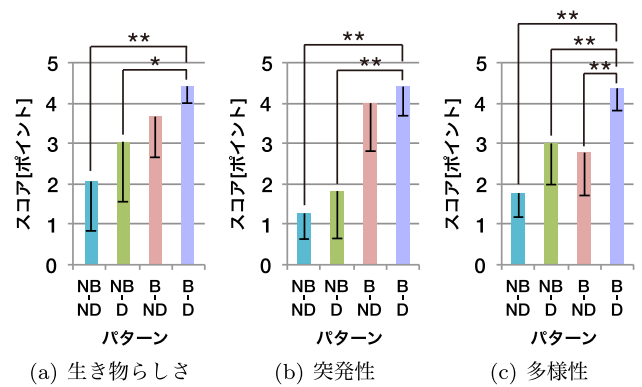 ** 
*
5
4
3
2
1
0
スコア[ポイント]
NB-ND
NB-D
B-ND
B-D
パターン
(a) 生き物らしさ
**
**
5
4
3
2
1
0
スコア[ポイント]
NB-ND
NB-D
B-ND
B-D
パターン
(b) 突発性
**
**
**
5
4
3
2
1
0
スコア[ポイント]
NB-ND
NB-D
B-ND
B-D
パターン
(c) 多様性